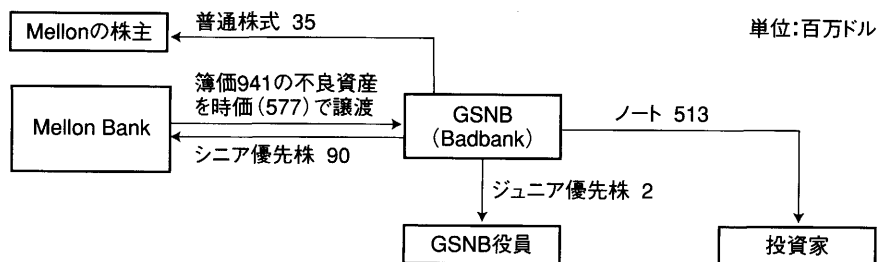 普通株式 35
単位:百万ドル
Mellonの株主
簿価941の不良資産
を時価(577)で譲渡
Mellon Bank
GSNB
(Badbank)
ノート 513
シニア優先株 90
ジュニア優先株 2
GSNB役員
投資家